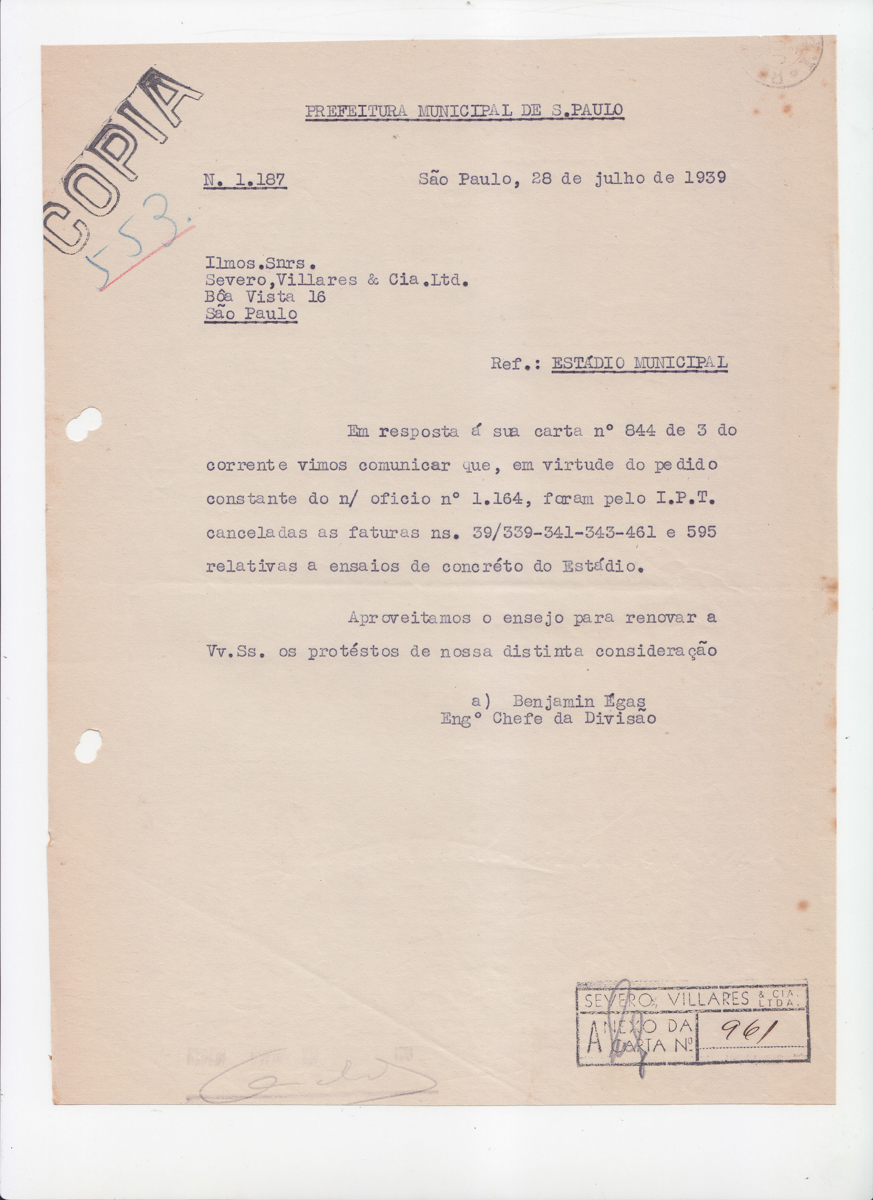 COPIA
553.
PREFEITURA MUNICIPAL DE S.PAULO
N. 1.187
São Paulo, 28 de julho de 1939
Ilmos.Snrs.
Severo,Villares & Cia.Ltd.
Bôa Vista 16
São Paulo
Ref.: ESTÁDIO MUNICIPAL
Em resposta á sua carta nº 844 de 3 do
corrente vimos comunicar que, em virtude do pedido
constante do n/ oficio nº 1.164, foram pelo I.P.T.
canceladas as faturas ns. 39/339-341-343-461 e 595
relativas a ensaios de concréto do Estádio.
Aproveitamos o ensejo para renovar a
Vv.Ss. os protéstos de nossa distinta consideração
a) Benjamin Égas
Engº Chefe da Divisão
SEVERO, VILLARES & CIA. LTDA.
ANEXO DA
CARTA Nº 961